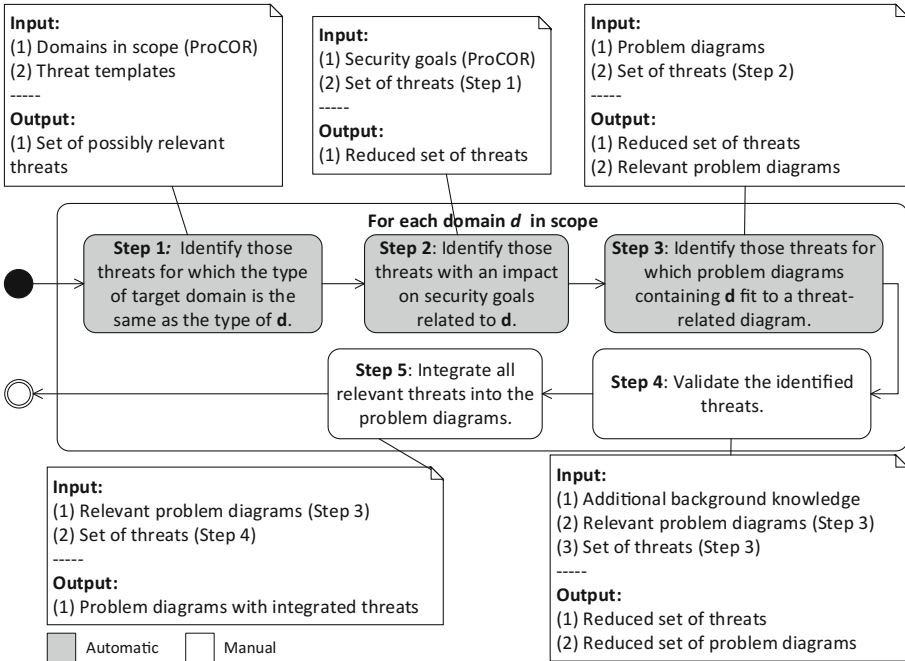 Input:
(1) Domains in scope (ProCOR)
(2) Threat templates
-----
Output:
(1) Set of possibly relevant
threats
Input:
(1) Security goals (ProCOR)
(2) Set of threats (Step 1)
-----
Output:
(1) Reduced set of threats
Input:
(1) Problem diagrams
(2) Set of threats (Step 2)
-----
Output:
(1) Reduced set of threats
(2) Relevant problem diagrams
For each domain d in scope
Step 1: Identify those
threats for which the type
of target domain is the
same as the type of d.
Step 2: Identify those
threats with an impact
on security goals
related to d.
Step 3: Identify those threats for
which problem diagrams
containing d fit to a threat-
related diagram.
Step 4: Validate the identified
threats.
Step 5: Integrate all
relevant threats into the
problem diagrams.
Input:
(1) Relevant problem diagrams (Step 3)
(2) Set of threats (Step 4)
-----
Output:
(1) Problem diagrams with integrated threats
Input:
(1) Additional background knowledge
(2) Relevant problem diagrams (Step 3)
(3) Set of threats (Step 3)
-----
Output:
(1) Reduced set of threats
(2) Reduced set of problem diagrams
Automatic
Manual